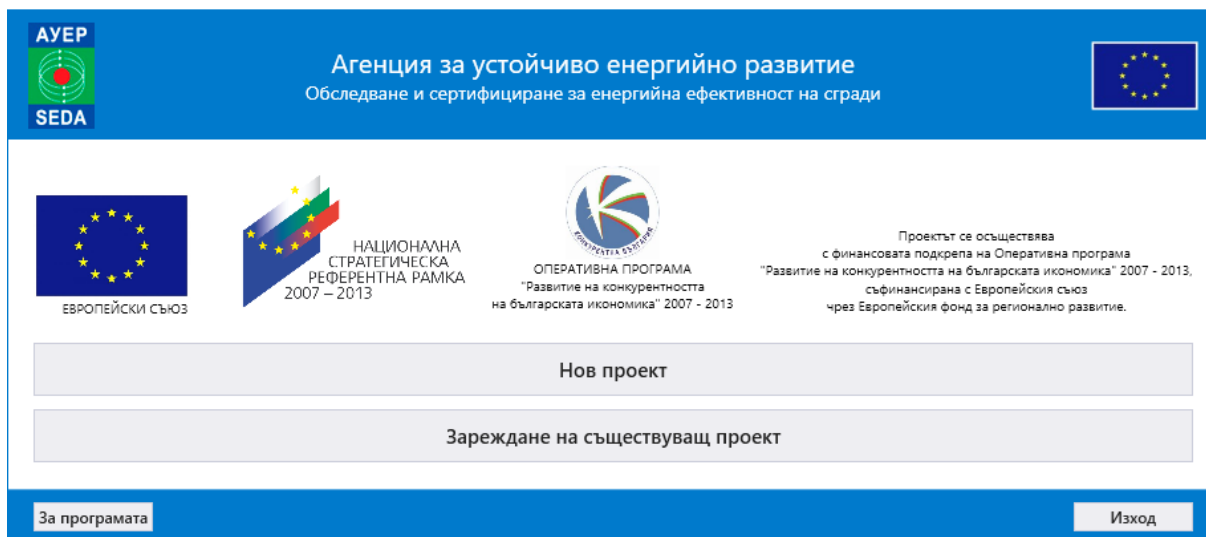 АУЕР
SEDA
Агенция за устойчиво енергийно развитие
Обследване и сертифициране за енергийна ефективност на сгради
ЕВРОПЕЙСКИ СЪЮЗ
НАЦИОНАЛНА
СТРАТЕГИЧЕСКА
РЕФЕРЕНТНА РАМКА
2007 – 2013
КОНКУРЕНТНА БЪЛГАРИЯ
ОПЕРАТИВНА ПРОГРАМА
"Развитие на конкурентността
на българската икономика" 2007 - 2013
Проектът се осъществява
с финансовата подкрепа на Оперативна програма
"Развитие на конкурентността на българската икономика" 2007 - 2013,
съфинансирана с Европейския съюз
чрез Европейския фонд за регионално развитие.
Нов проект
Зареждане на съществуващ проект
За програмата
Изход